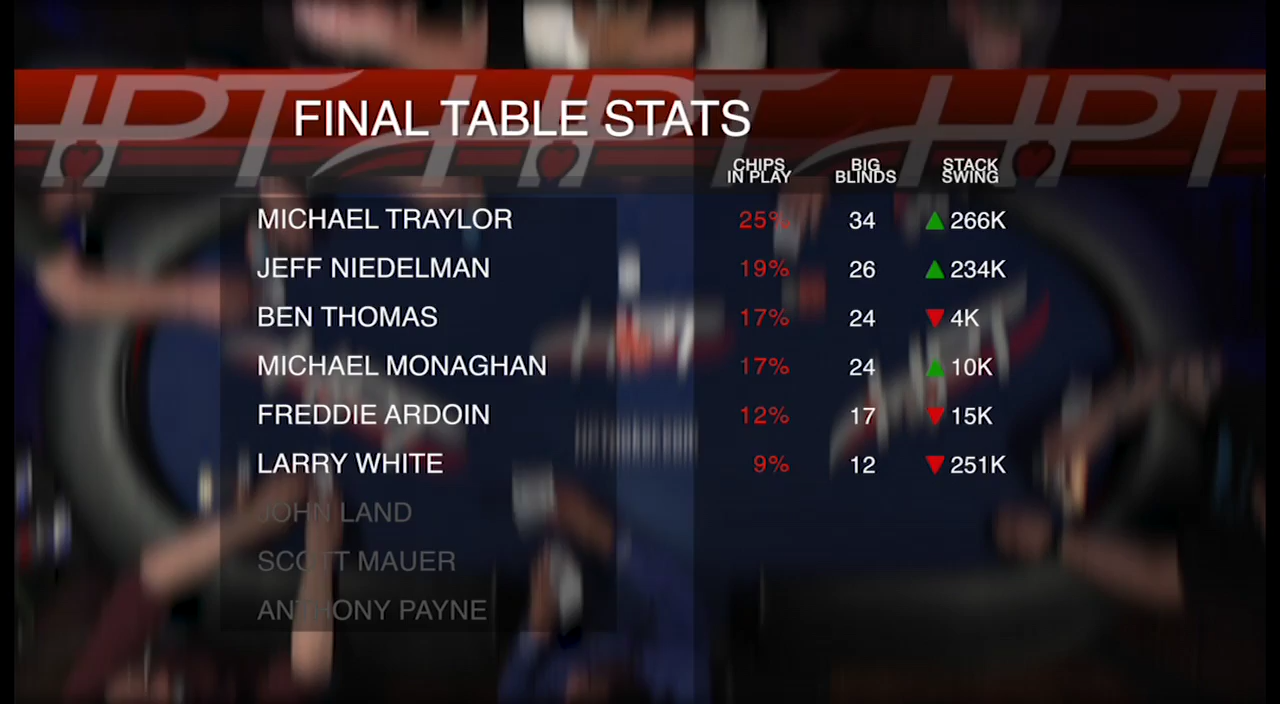 HPT HPT HPT
FINAL TABLE STATS
CHIPS IN PLAY BIG BLINDS STACK SWING
MICHAEL TRAYLOR 25% 34 ▲ 266K
JEFF NIEDELMAN 19% 26 ▲ 234K
BEN THOMAS 17% 24 ▼ 4K
MICHAEL MONAGHAN 17% 24 ▲ 10K
FREDDIE ARDOIN 12% 17 ▼ 15K
LARRY WHITE 9% 12 ▼ 251K
JOHN LAND
SCOTT MAUER
ANTHONY PAYNE